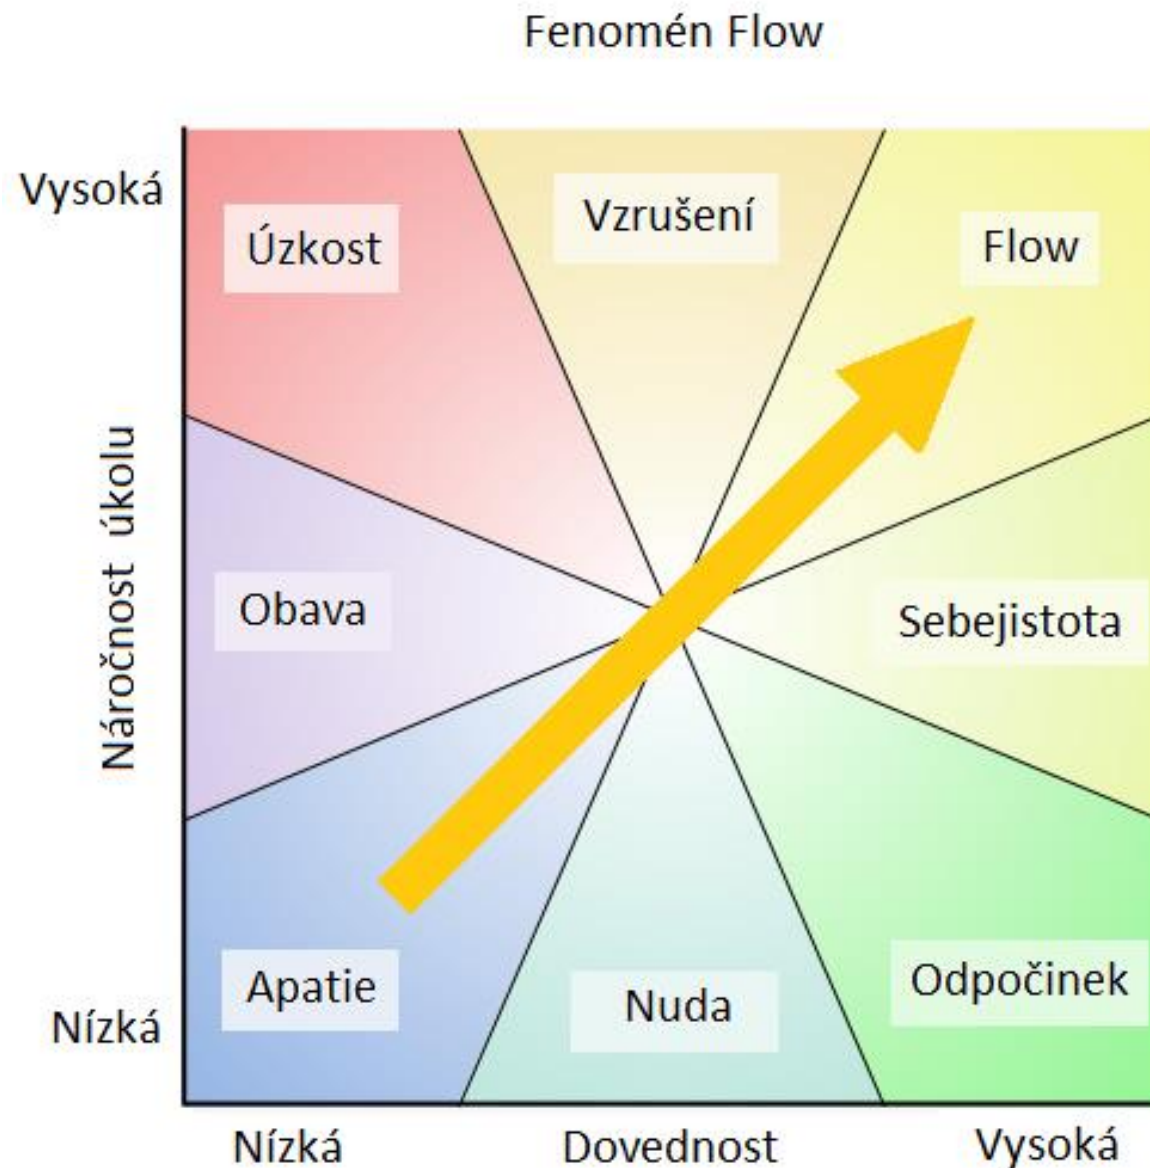 Fenomén Flow
Vysoká
Úzkost
Vzrušení
Flow
Náročnost úkolu
Obava
Sebejistota
Apatie
Nuda
Odpočinek
Nízká
Nízká
Dovednost
Vysoká